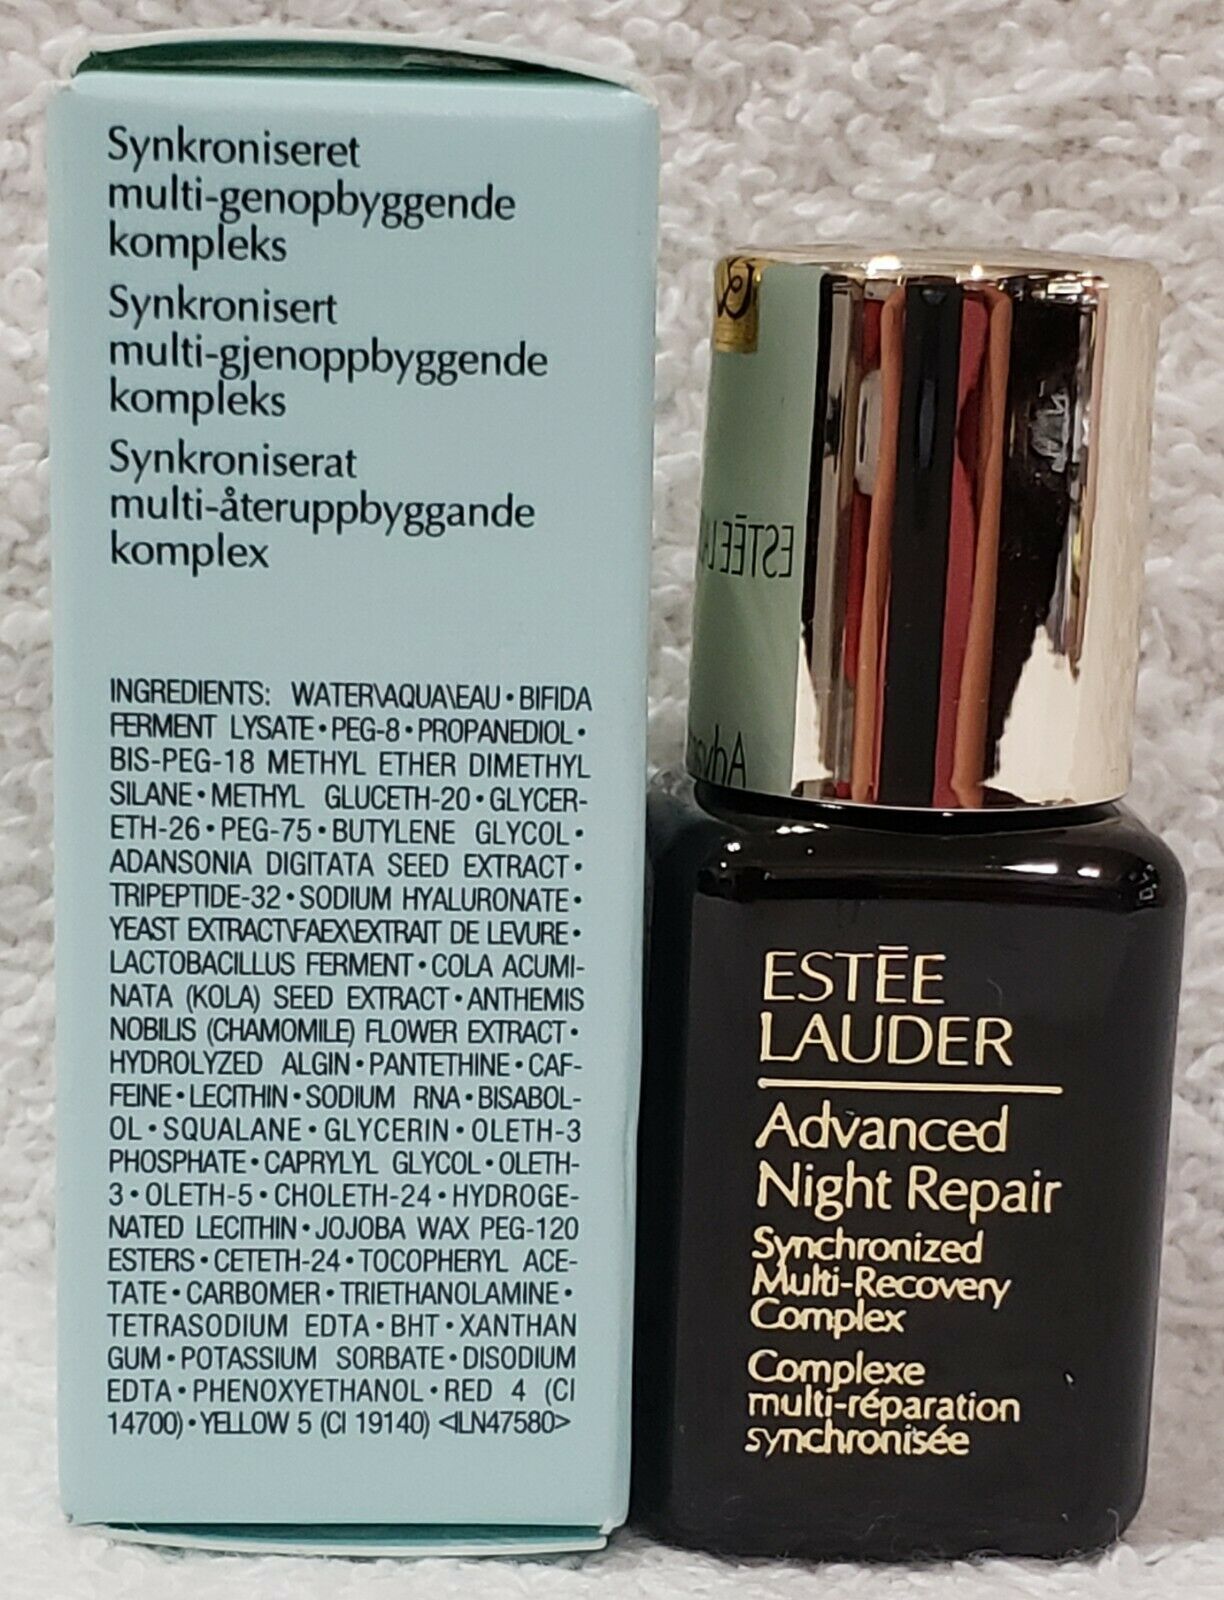 Synkroniseret
multi-genopbyggende
kompleks
Synkronisert
multi-gjenoppbyggende
kompleks
Synkroniserat
multi-återuppbyggande
komplex
INGREDIENTS: WATER\AQUA\EAU • BIFIDA
FERMENT LYSATE • PEG-8 • PROPANEDIOL •
BIS-PEG-18 METHYL ETHER DIMETHYL
SILANE • METHYL GLUCETH-20 • GLYCER-
ETH-26 • PEG-75 • BUTYLENE GLYCOL •
ADANSONIA DIGITATA SEED EXTRACT •
TRIPEPTIDE-32 • SODIUM HYALURONATE •
YEAST EXTRACT\FAEX\EXTRAIT DE LEVURE •
LACTOBACILLUS FERMENT • COLA ACUMI-
NATA (KOLA) SEED EXTRACT • ANTHEMIS
NOBILIS (CHAMOMILE) FLOWER EXTRACT •
HYDROLYZED ALGIN • PANTETHINE • CAF-
FEINE • LECITHIN • SODIUM RNA • BISABOL-
OL • SQUALANE • GLYCERIN • OLETH-3
PHOSPHATE • CAPRYLYL GLYCOL • OLETH-
3 • OLETH-5 • CHOLETH-24 • HYDROGE-
NATED LECITHIN • JOJOBA WAX PEG-120
ESTERS • CETETH-24 • TOCOPHERYL ACE-
TATE • CARBOMER • TRIETHANOLAMINE •
TETRASODIUM EDTA • BHT • XANTHAN
GUM • POTASSIUM SORBATE • DISODIUM
EDTA • PHENOXYETHANOL • RED 4 (CI
14700) • YELLOW 5 (CI 19140) <ILN47580>
ESTĒE L
Adva
ESTĒE
LAUDER
Advanced
Night Repair
Synchronized
Multi-Recovery
Complex
Complexe
multi-réparation
synchronisée